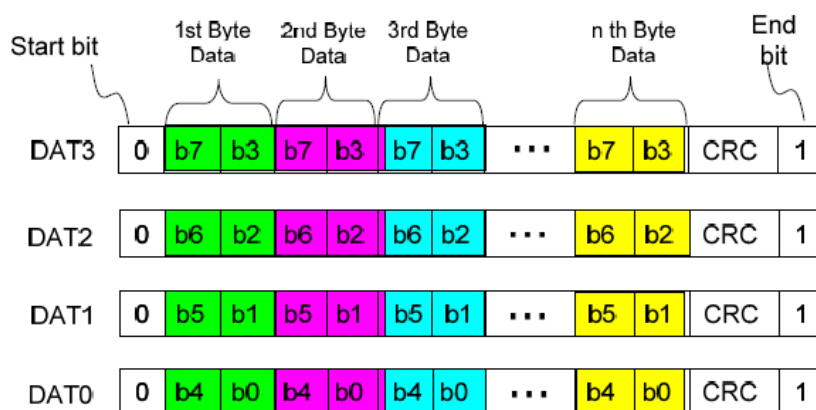 Start bit
1st Byte Data
2nd Byte Data
3rd Byte Data
n th Byte Data
End bit
DAT3 0 b7 b3 b7 b3 b7 b3 ... b7 b3 CRC 1
DAT2 0 b6 b2 b6 b2 b6 b2 ... b6 b2 CRC 1
DAT1 0 b5 b1 b5 b1 b5 b1 ... b5 b1 CRC 1
DAT0 0 b4 b0 b4 b0 b4 b0 ... b4 b0 CRC 1